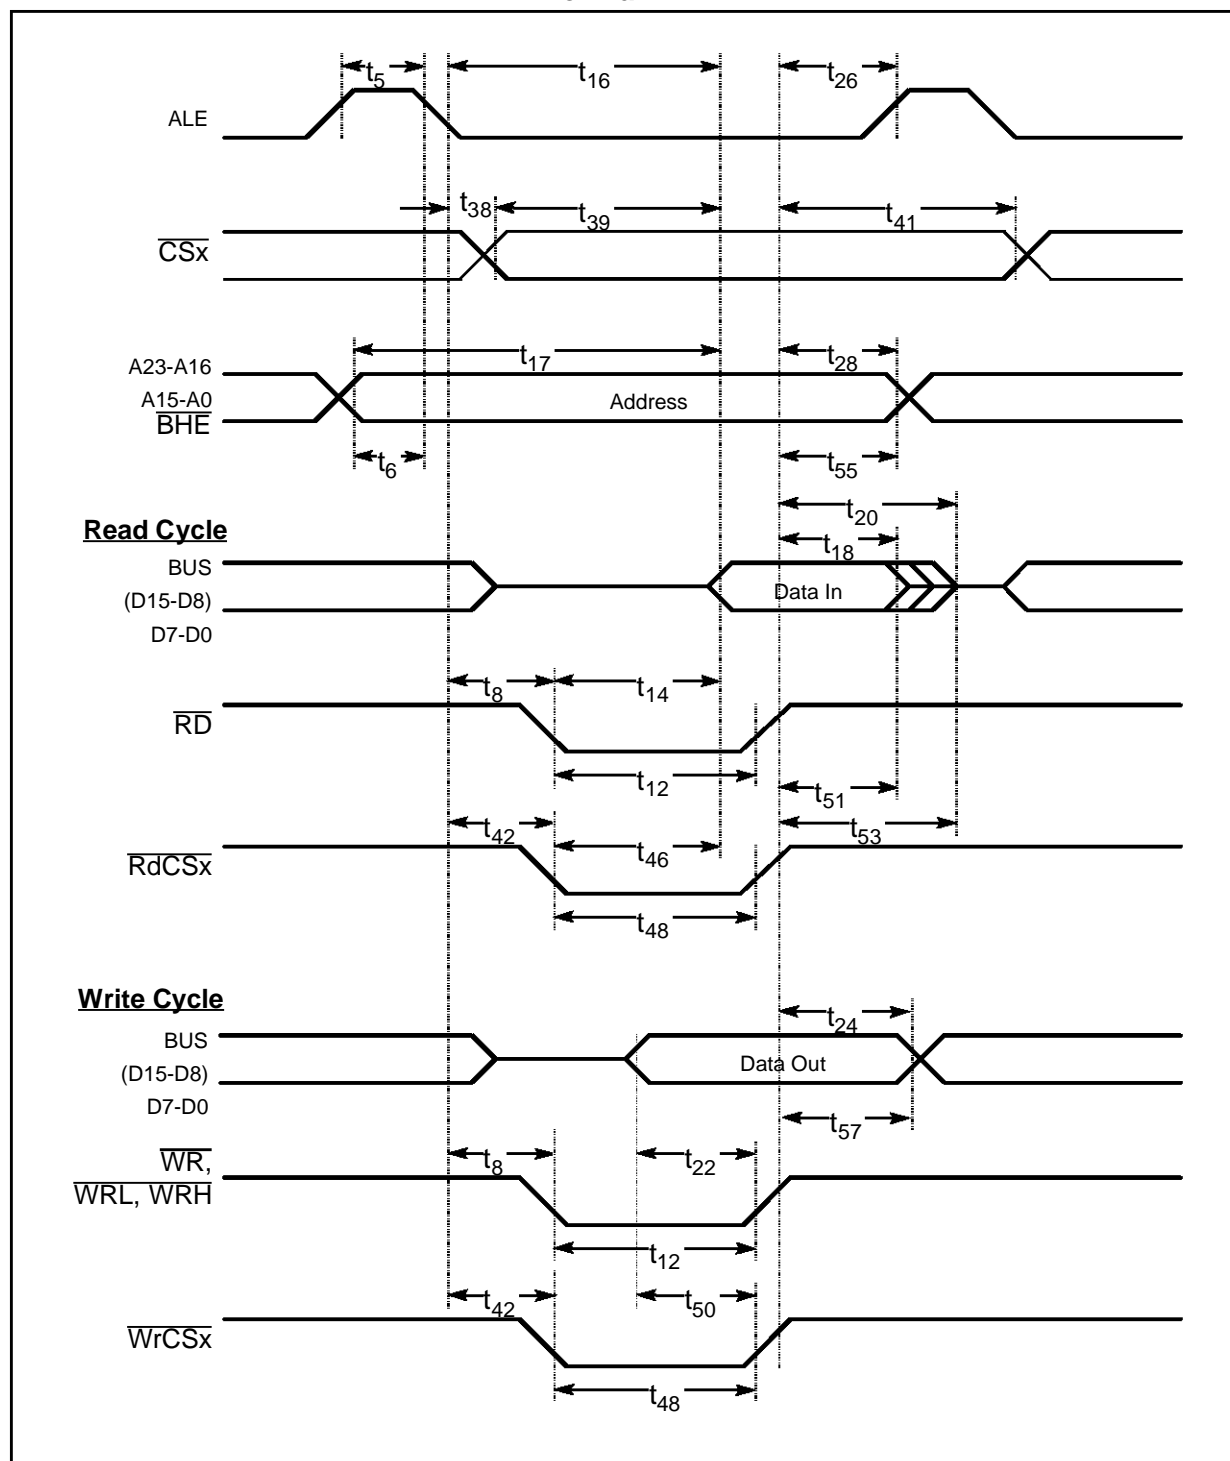 t5 t16 t26
ALE
t38 t39 t41
CSx
t17 t28
A23-A16
A15-A0 Address
BHE
t6 t55
t20
Read Cycle
t18
BUS
(D15-D8) Data In
D7-D0
t8 t14
RD
t12
t51
t42 t46 t53
RdCSx
t48
Write Cycle
t24
BUS
(D15-D8) Data Out
D7-D0
t57
WR,
t8 t22
WRL, WRH
t12
t42 t50
WrCSx
t48